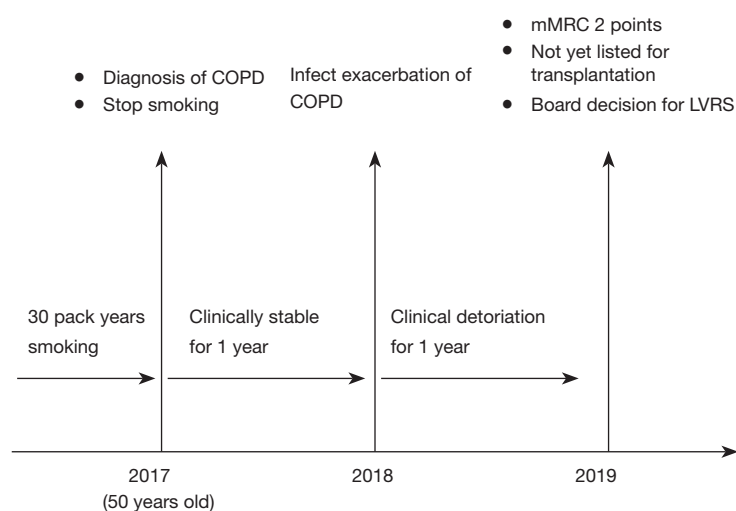 ● Diagnosis of COPD
● Stop smoking
Infect exacerbation of
COPD
● mMRC 2 points
● Not yet listed for
transplantation
● Board decision for LVRS
30 pack years
smoking
Clinically stable
for 1 year
Clinical detoriation
for 1 year
2017
(50 years old)
2018
2019